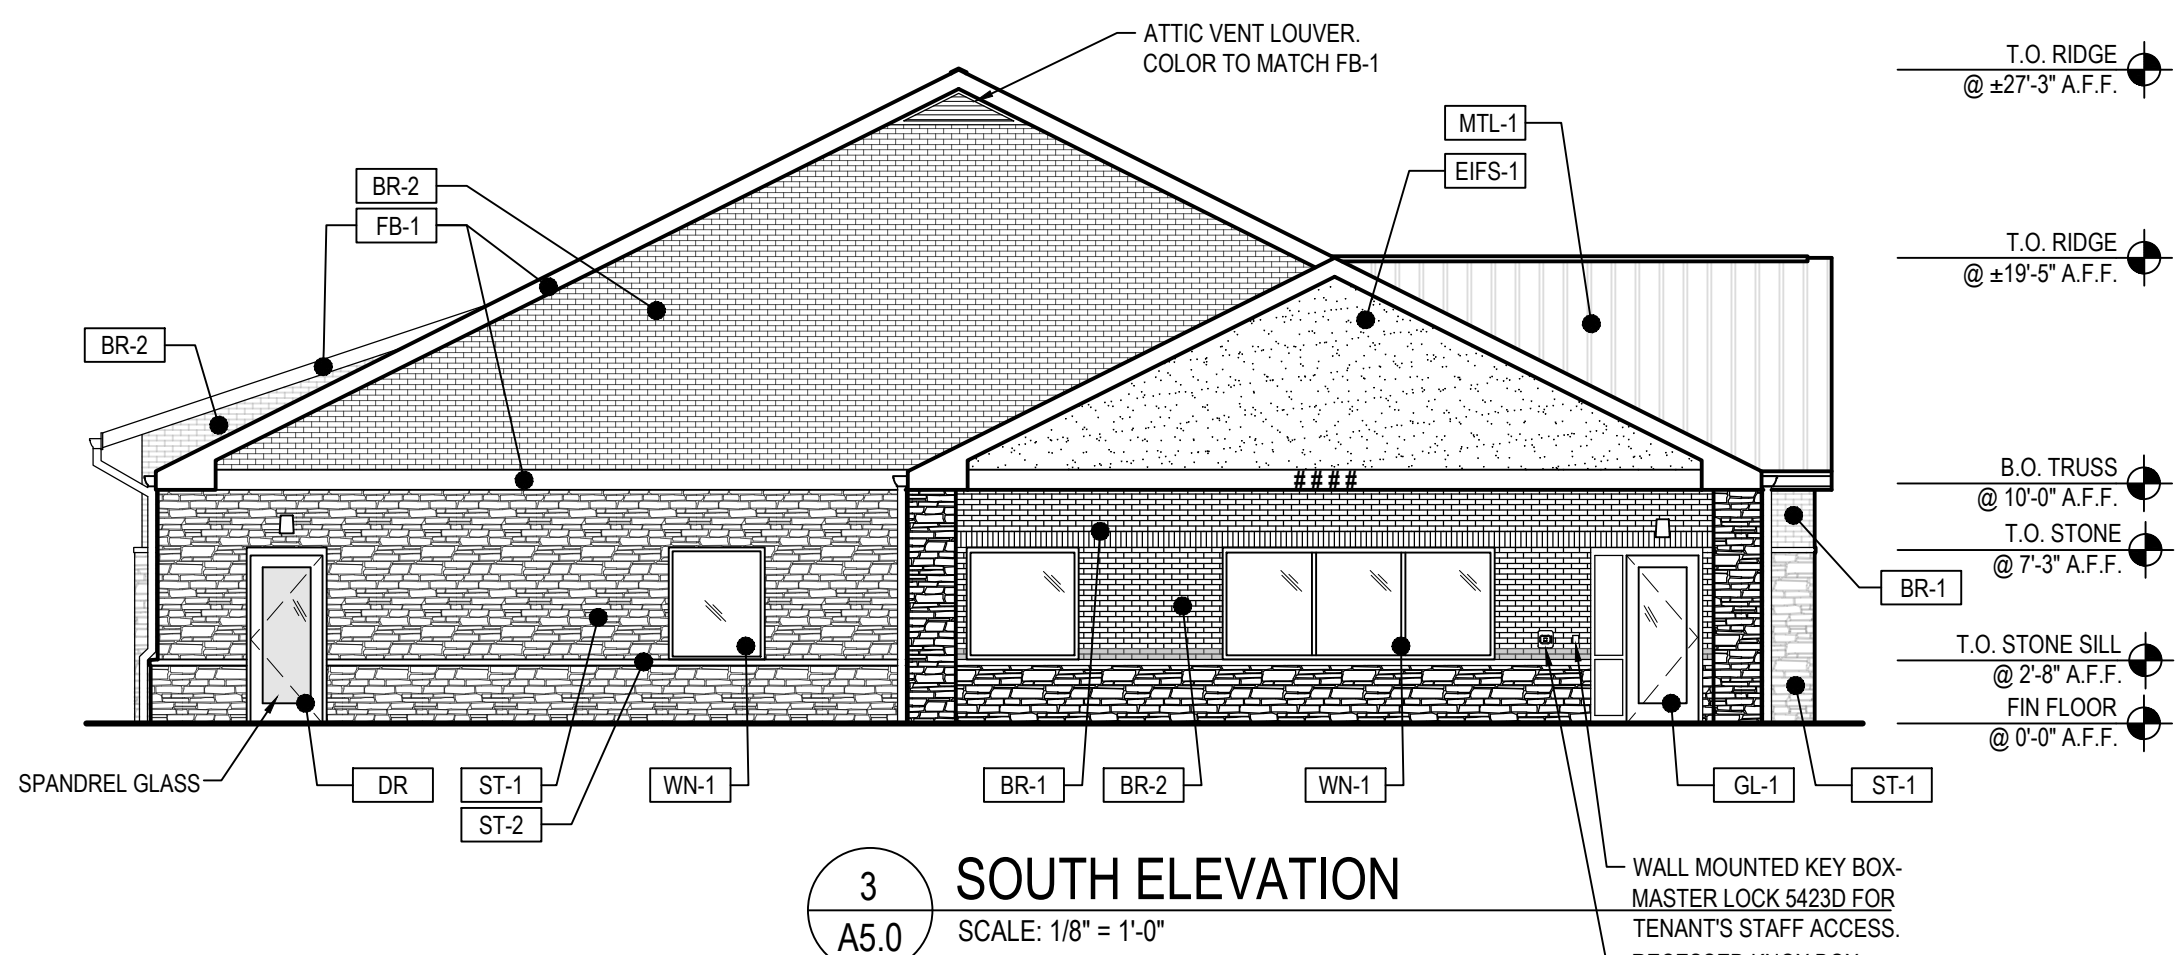 ATTIC VENT LOUVER.
COLOR TO MATCH FB-1
T.O. RIDGE
@ ±27'-3" A.F.F.
MTL-1
EIFS-1
BR-2
FB-1
BR-2
T.O. RIDGE
@ ±19'-5" A.F.F.
####
B.O. TRUSS
@ 10'-0" A.F.F.
T.O. STONE
@ 7'-3" A.F.F.
BR-1
T.O. STONE SILL
@ 2'-8" A.F.F.
FIN FLOOR
@ 0'-0" A.F.F.
SPANDREL GLASS
DR
ST-1
ST-2
WN-1
BR-1
BR-2
WN-1
GL-1
ST-1
3
A5.0
SOUTH ELEVATION
SCALE: 1/8" = 1'-0"
WALL MOUNTED KEY BOX-
MASTER LOCK 5423D FOR
TENANT'S STAFF ACCESS.